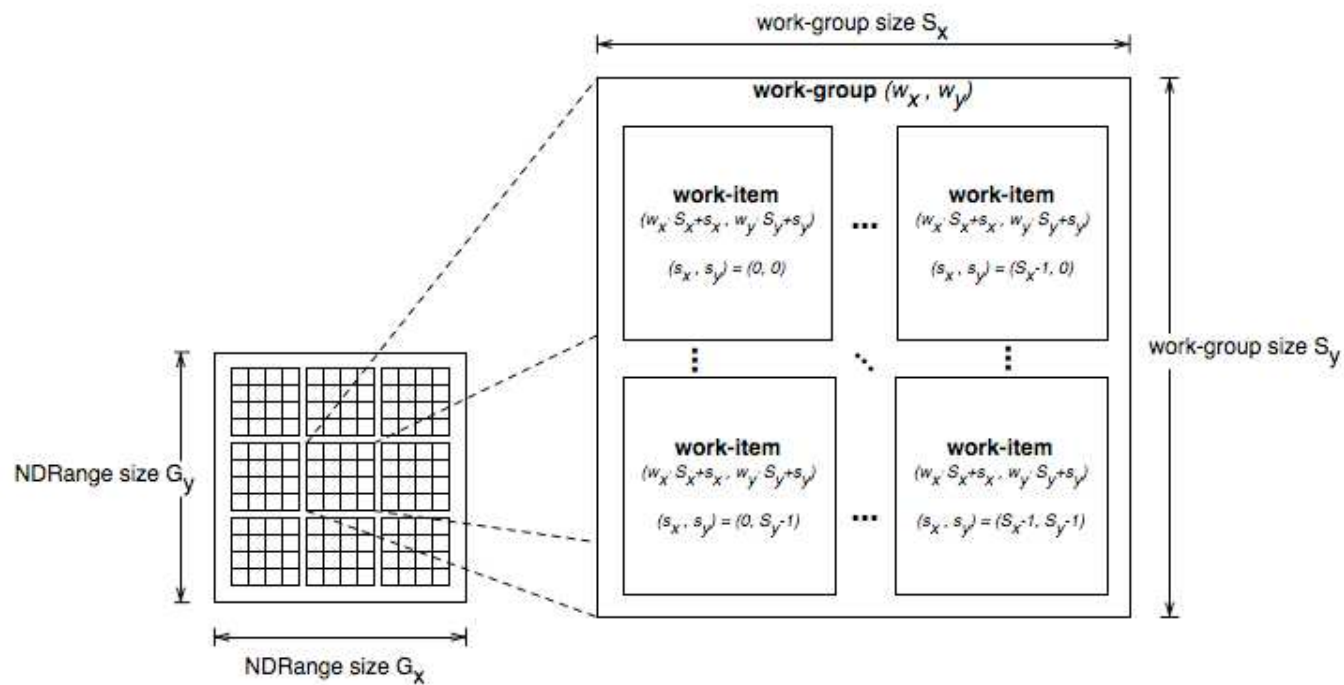 work-group size Sx
work-group (wx , wy)
work-item
(wx· Sx+sx , wy· Sy+sy)
(sx , sy) = (0, 0)
...
work-item
(wx· Sx+sx , wy· Sy+sy)
(sx , sy) = (Sx-1, 0)
work-group size Sy
work-item
(wx· Sx+sx , wy· Sy+sy)
(sx , sy) = (0, Sy-1)
...
work-item
(wx· Sx+sx , wy· Sy+sy)
(sx , sy) = (Sx-1, Sy-1)
NDRange size Gy
NDRange size Gx